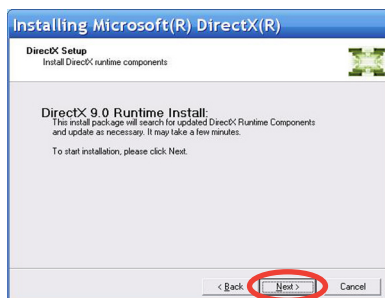 Installing Microsoft(R) DirectX(R)
DirectX Setup
Install DirectX runtime components
DirectX 9.0 Runtime Install:
This install package will search for updated DirectX Runtime Components
and update as necessary. It may take a few minutes.
To start installation, please click Next.
< Back
Next >
Cancel